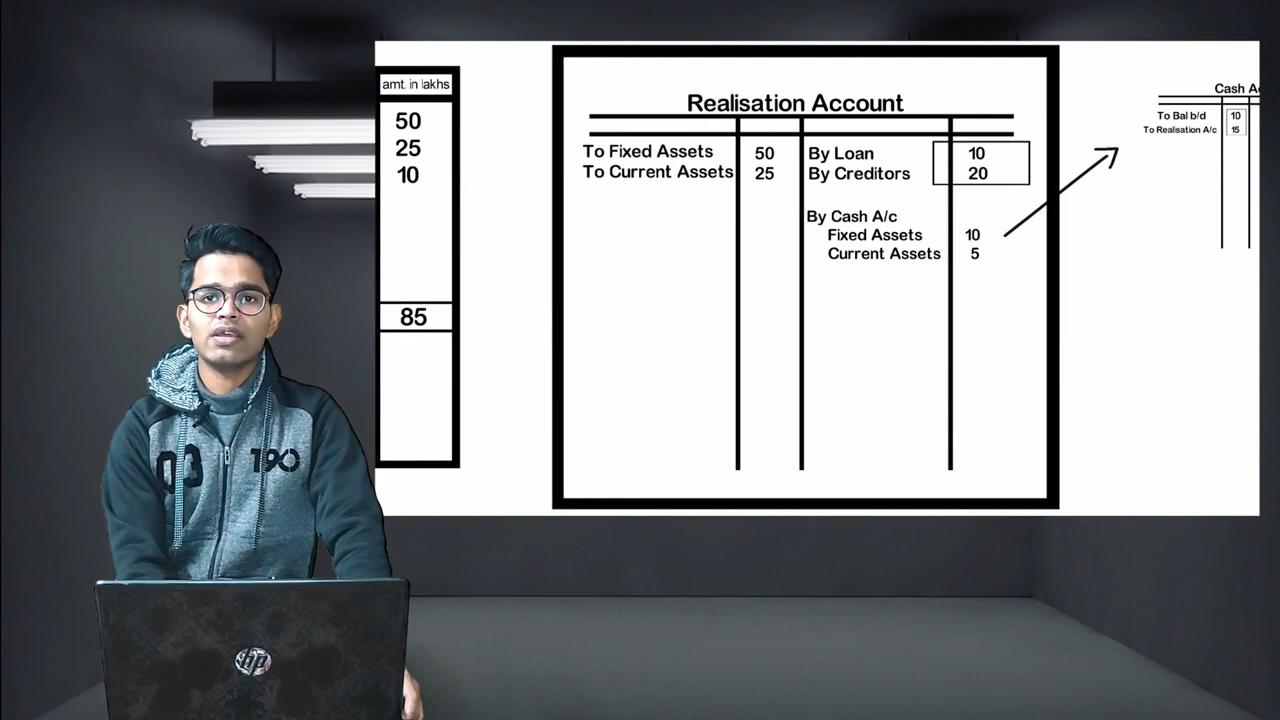 amt. in lakhs
50
25
10
85
Realisation Account
To Fixed Assets 50 By Loan 10
To Current Assets 25 By Creditors 20
By Cash A/c
Fixed Assets 10
Current Assets 5
Cash A
To Bal b/d 10
To Realisation A/c 15
03 190
hp